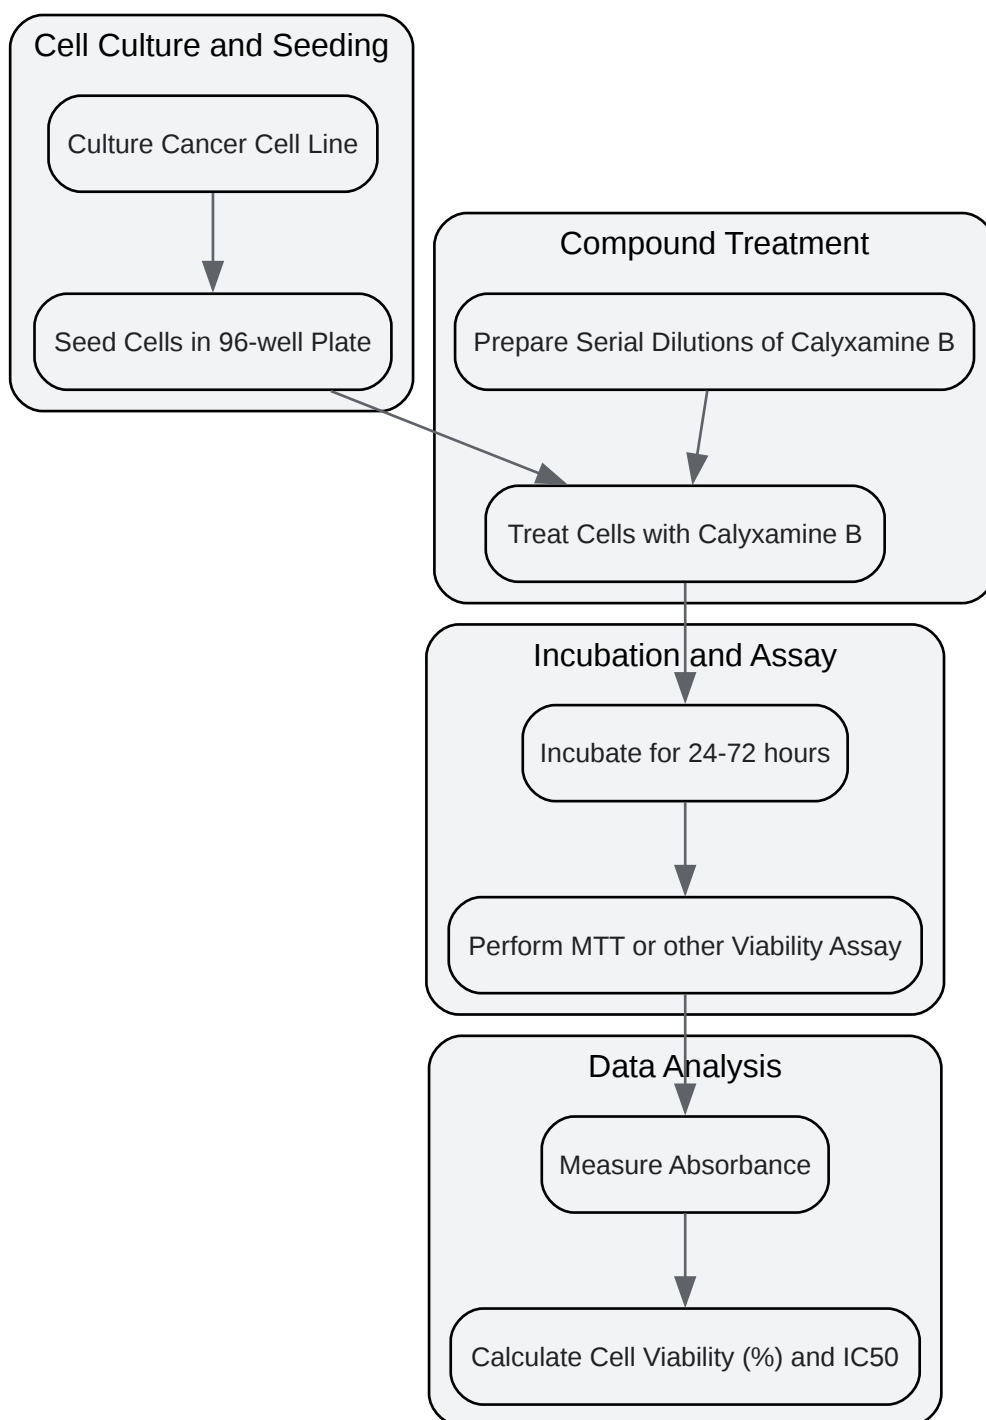 Cell Culture and Seeding
Culture Cancer Cell Line
Seed Cells in 96-well Plate
Compound Treatment
Prepare Serial Dilutions of Calyxamine B
Treat Cells with Calyxamine B
Incubation and Assay
Incubate for 24-72 hours
Perform MTT or other Viability Assay
Data Analysis
Measure Absorbance
Calculate Cell Viability (%) and IC50